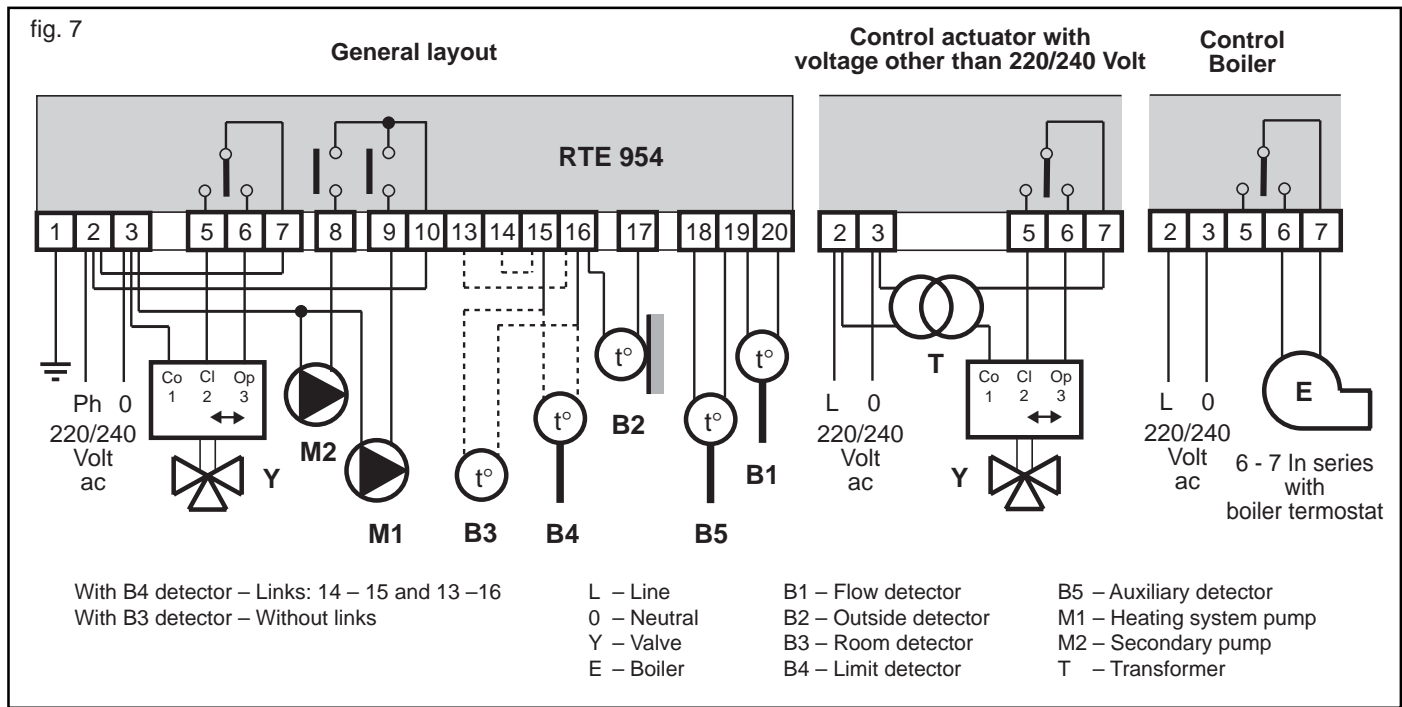 fig. 7
General layout
Control actuator with
voltage other than 220/240 Volt
Control
Boiler
RTE 954
1 2 3 5 6 7 8 9 10 13 14 15 16 17 18 19 20
2 3 5 6 7
2 3 5 6 7
Ph 0
220/240
Volt
ac
Co Cl Op
1 2 3
Y
M2
M1
t°
B3
t°
B4
t°
B2
t°
B5
t°
B1
L 0
220/240
Volt
ac
T
Co Cl Op
1 2 3
Y
L 0
220/240
Volt
ac
E
6 - 7 In series
with
boiler termostat
With B4 detector – Links: 14 – 15 and 13 –16
With B3 detector – Without links
L – Line
0 – Neutral
Y – Valve
E – Boiler
B1 – Flow detector
B2 – Outside detector
B3 – Room detector
B4 – Limit detector
B5 – Auxiliary detector
M1 – Heating system pump
M2 – Secondary pump
T – Transformer